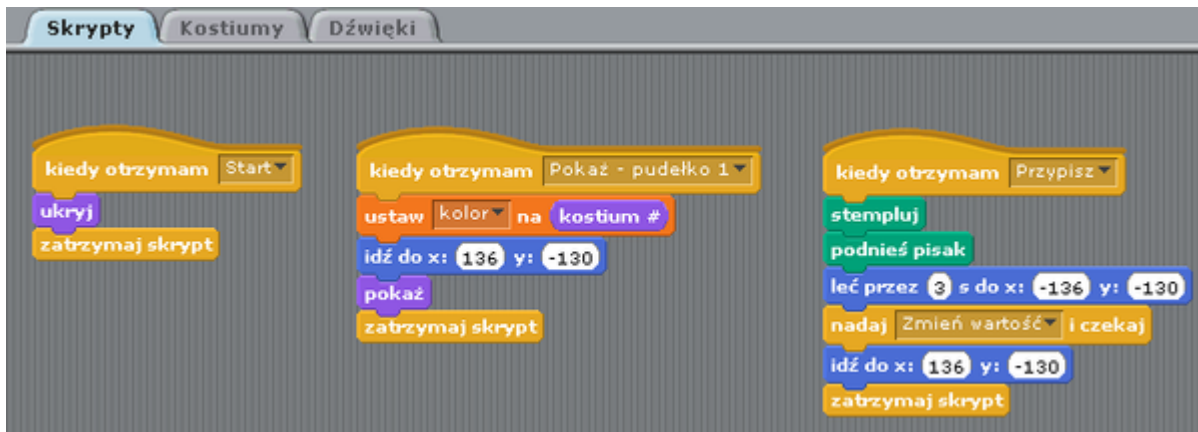 Skrypty Kostiumy Dźwięki
kiedy otrzymam Start
ukryj
zatrzymaj skrypt
kiedy otrzymam Pokaż - pudełko 1
ustaw kolor na kostium #
idź do x: 136 y: -130
pokaż
zatrzymaj skrypt
kiedy otrzymam Przypisz
stempluj
podnieś pisak
leć przez 3 s do x: -136 y: -130
nadaj Zmień wartość i czekaj
idź do x: 136 y: -130
zatrzymaj skrypt